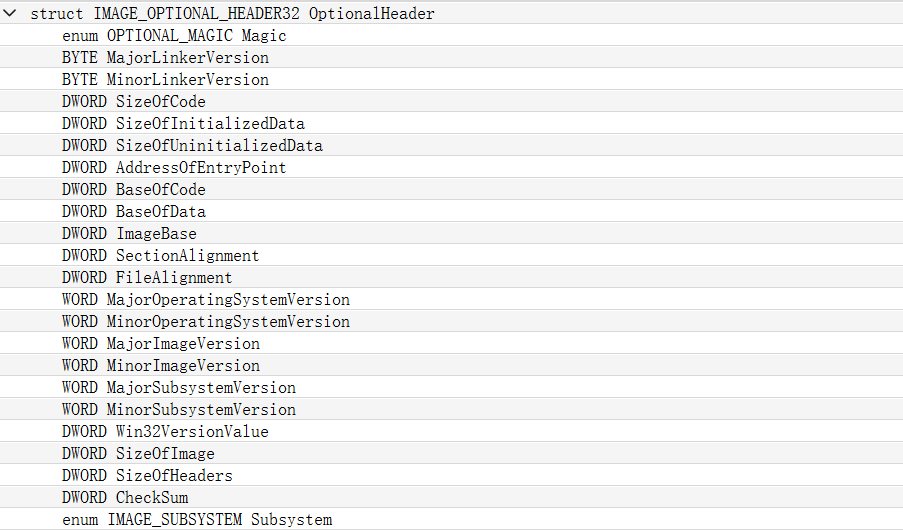 struct IMAGE_OPTIONAL_HEADER32 OptionalHeader
enum OPTIONAL_MAGIC Magic
BYTE MajorLinkerVersion
BYTE MinorLinkerVersion
DWORD SizeOfCode
DWORD SizeOfInitializedData
DWORD SizeOfUninitializedData
DWORD AddressOfEntryPoint
DWORD BaseOfCode
DWORD BaseOfData
DWORD ImageBase
DWORD SectionAlignment
DWORD FileAlignment
WORD MajorOperatingSystemVersion
WORD MinorOperatingSystemVersion
WORD MajorImageVersion
WORD MinorImageVersion
WORD MajorSubsystemVersion
WORD MinorSubsystemVersion
DWORD Win32VersionValue
DWORD SizeOfImage
DWORD SizeOfHeaders
DWORD CheckSum
enum IMAGE_SUBSYSTEM Subsystem